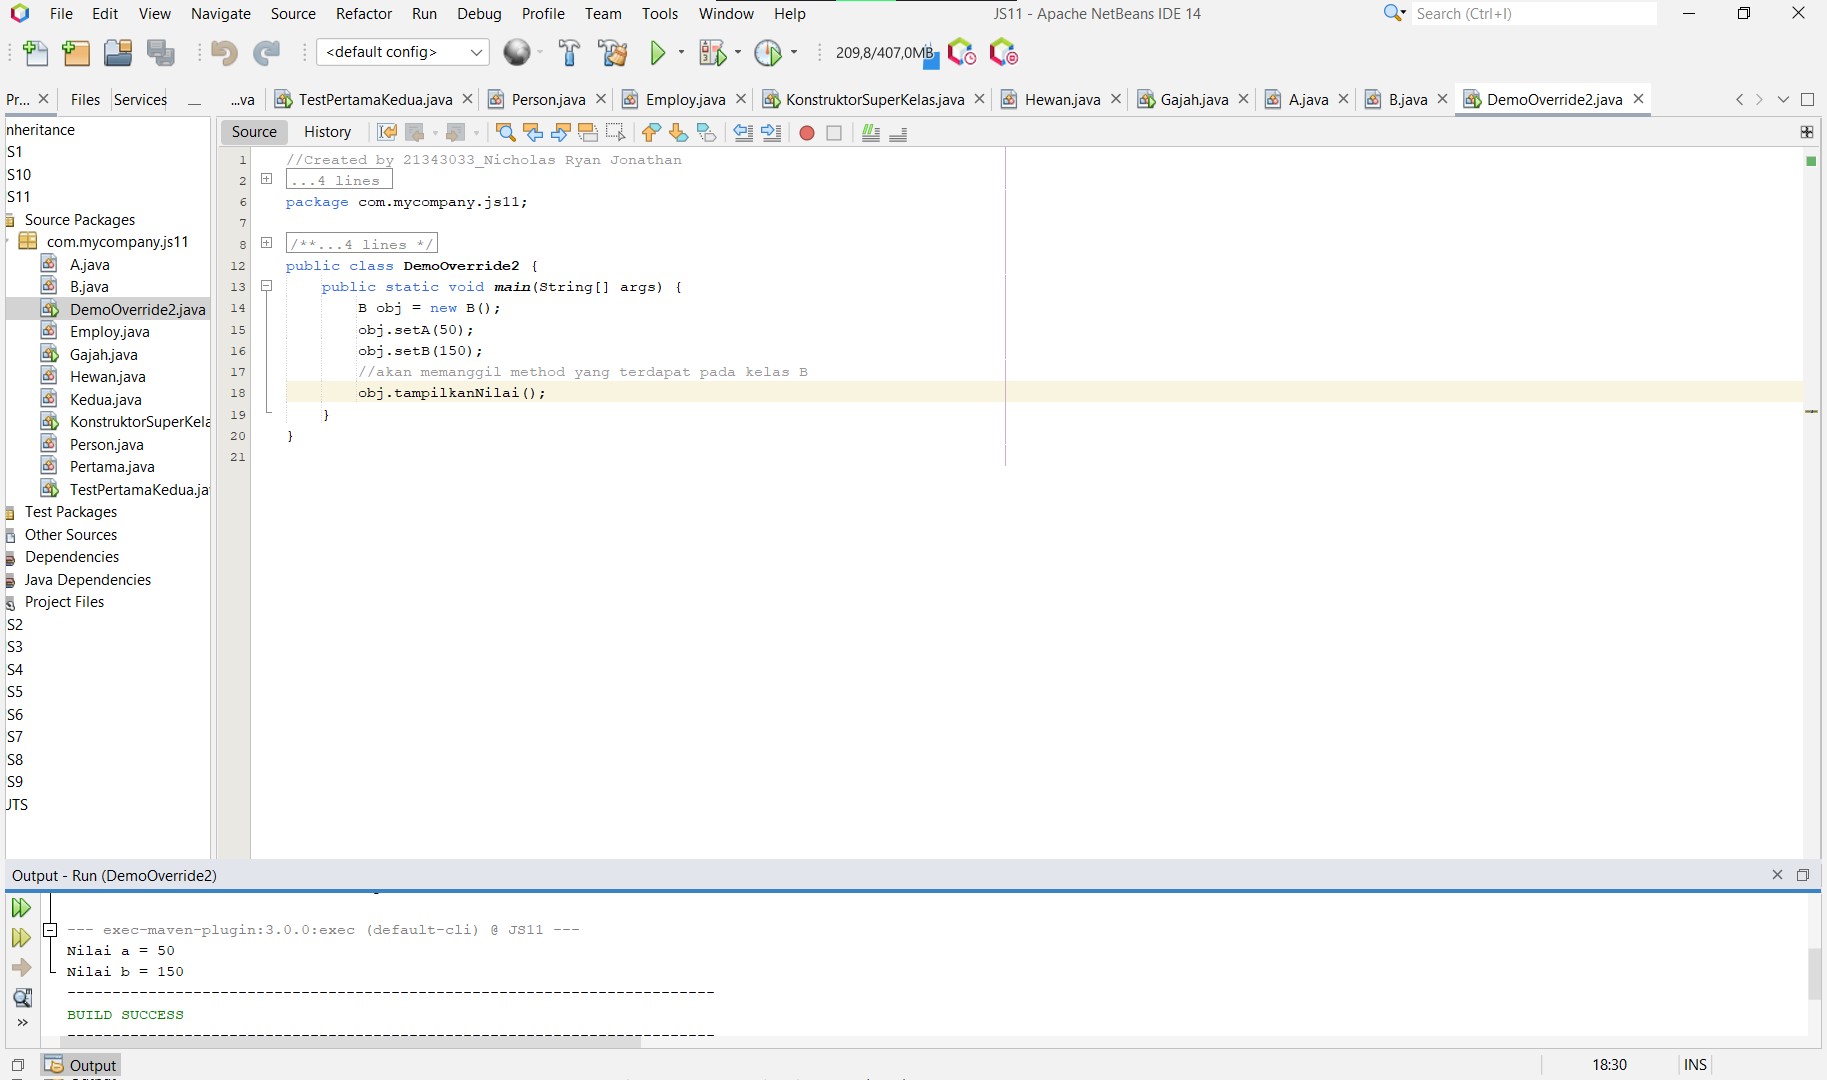 File Edit View Navigate Source Refactor Run Debug Profile Team Tools Window Help
JS11 - Apache NetBeans IDE 14
Search (Ctrl+I)
<default config>
209,8/407,0MB
Pr... Files Services
...va TestPertamaKedua.java Person.java Employ.java KonstruktorSuperKelas.java Hewan.java Gajah.java A.java B.java DemoOverride2.java
nheritance
S1
S10
S11
Source Packages
com.mycompany.js11
A.java
B.java
DemoOverride2.java
Employ.java
Gajah.java
Hewan.java
Kedua.java
KonstruktorSuperKela
Person.java
Pertama.java
TestPertamaKedua.ja
Test Packages
Other Sources
Dependencies
Java Dependencies
Project Files
S2
S3
S4
S5
S6
S7
S8
S9
JTS
Source History
1 //Created by 21343033_Nicholas Ryan Jonathan
2 ...4 lines
6 package com.mycompany.js11;
7
8 /**...4 lines */
12 public class DemoOverride2 {
13 public static void main(String[] args) {
14 B obj = new B();
15 obj.setA(50);
16 obj.setB(150);
17 //akan memanggil method yang terdapat pada kelas B
18 obj.tampilkanNilai();
19 }
20 }
21
Output - Run (DemoOverride2)
--- exec-maven-plugin:3.0.0:exec (default-cli) @ JS11 ---
Nilai a = 50
Nilai b = 150
------------------------------------------------------------------------
BUILD SUCCESS
------------------------------------------------------------------------
Output
18:30 INS